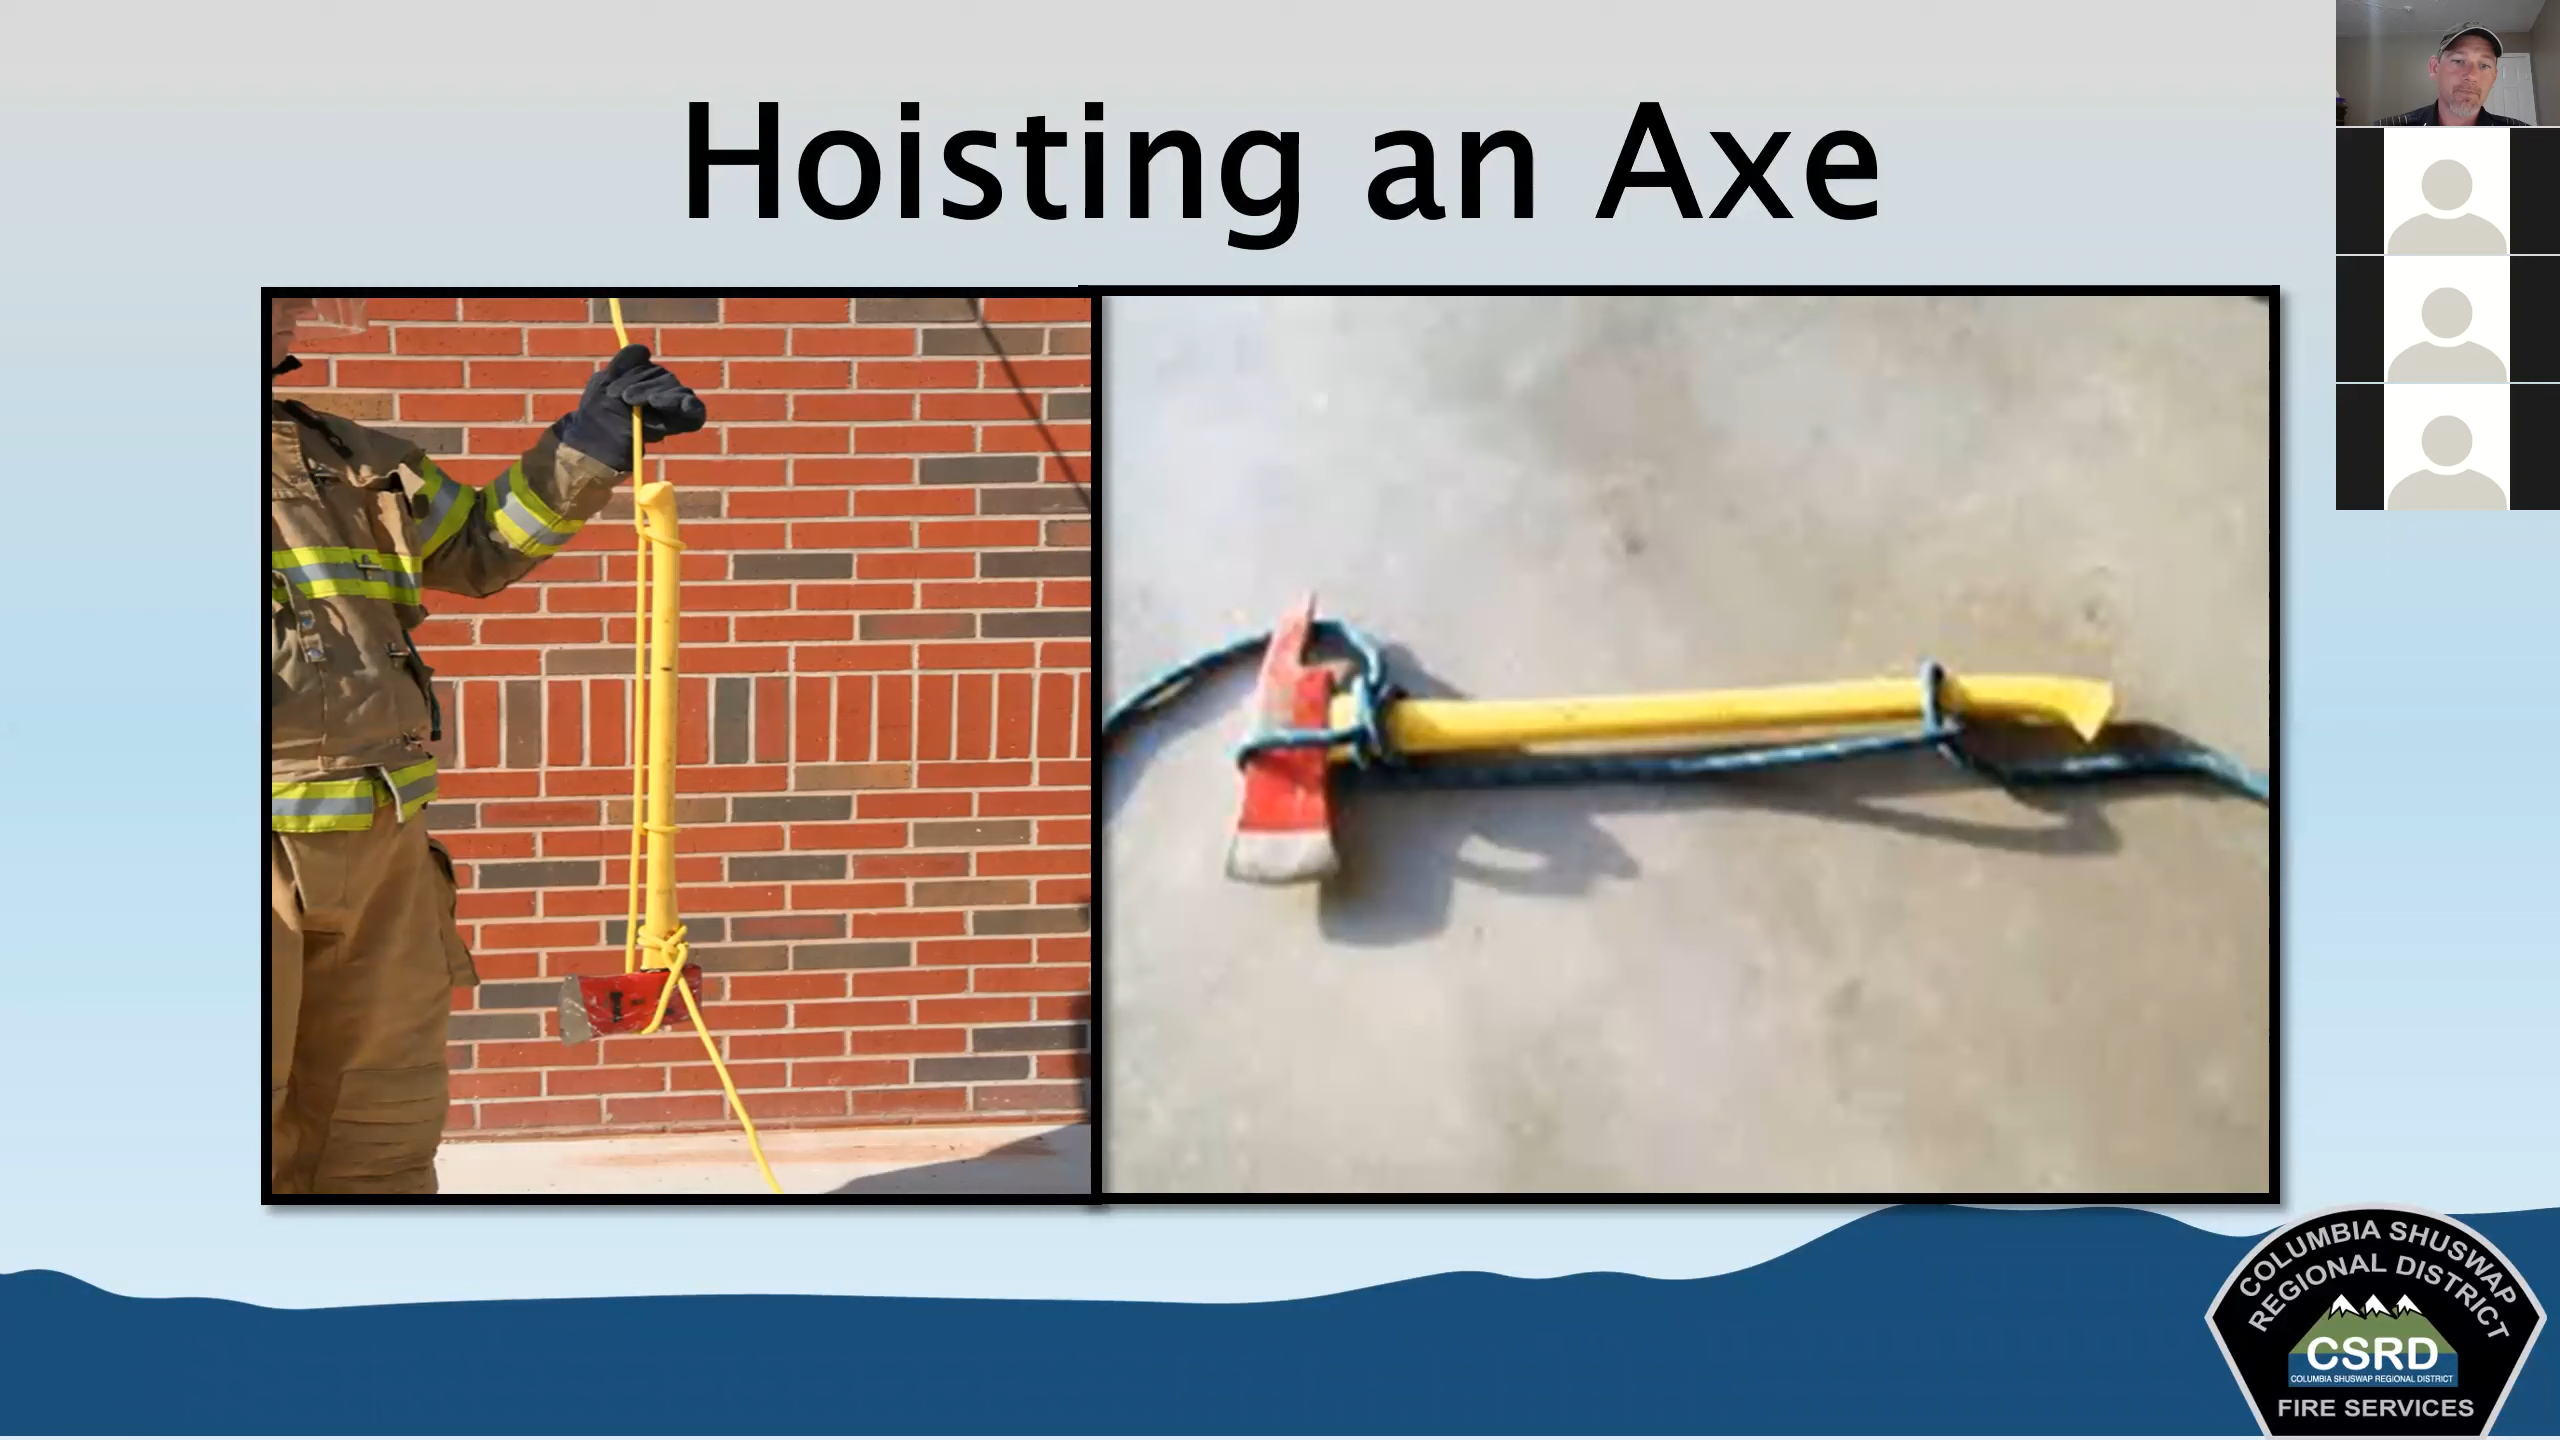 Hoisting an Axe
COLUMBIA SHUSWAP
REGIONAL DISTRICT
CSRD
COLUMBIA SHUSWAP REGIONAL DISTRICT
FIRE SERVICES